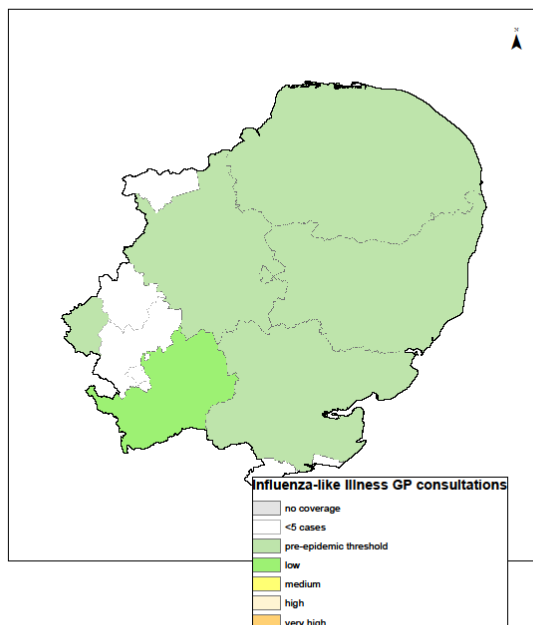 N
Influenza-like Illness GP consultations
no coverage
<5 cases
pre-epidemic threshold
low
medium
high
very high